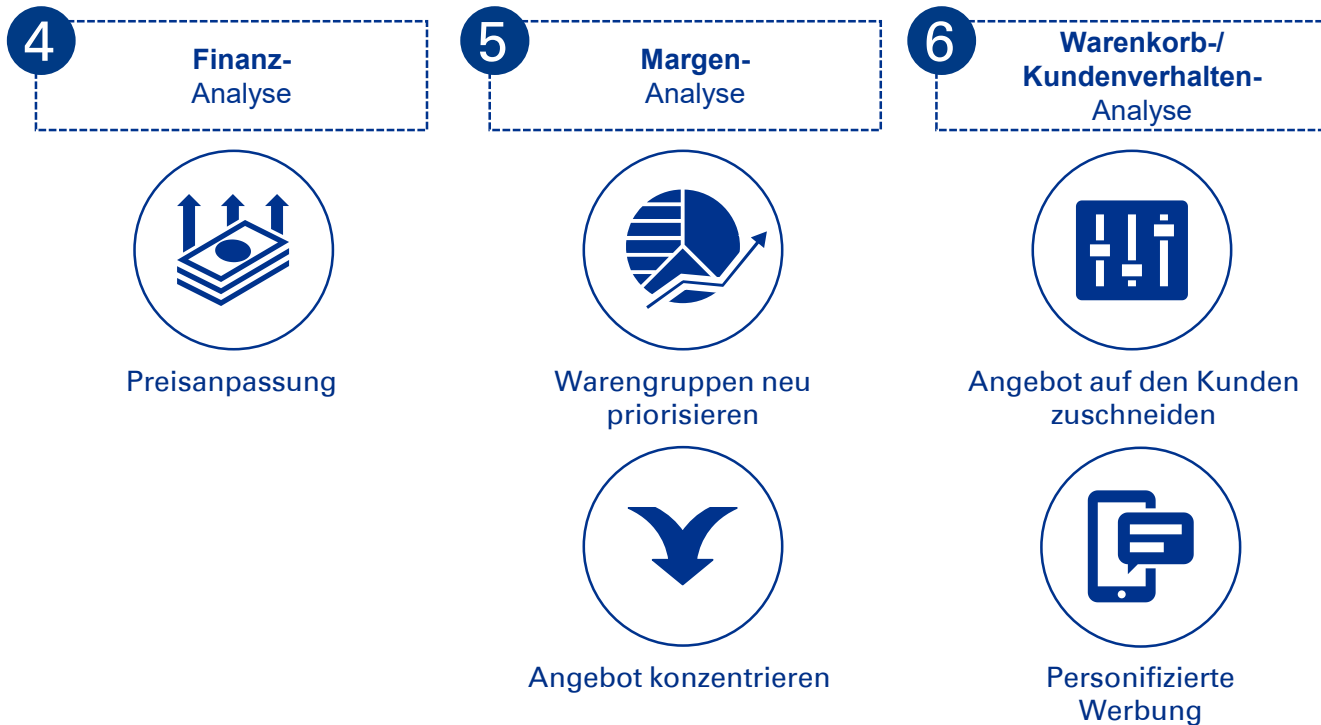 4
Finanz-
Analyse
Preisanpassung
5
Margen-
Analyse
Warengruppen neu
priorisieren
Angebot konzentrieren
6
Warenkorb-/
Kundenverhalten-
Analyse
Angebot auf den Kunden
zuschneiden
Personifizierte
Werbung